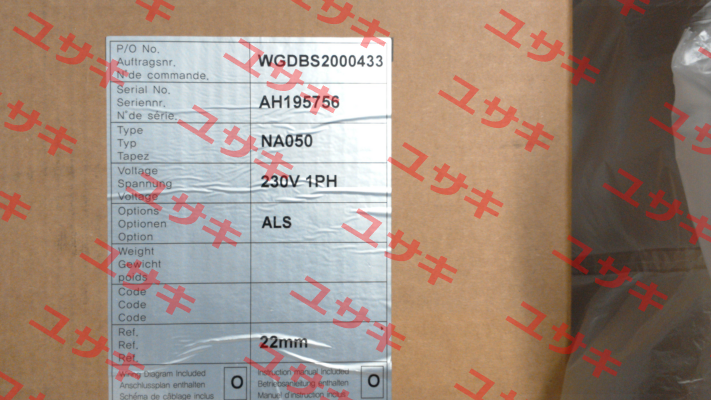 P/O No.
Auftragsnr. WGDBS2000433
N°de commande.
Serial No.
Seriennr. AH195756
N°de série.
Type
Typ NA050
Tapez
Voltage
Spannung 230V 1PH
Voltage
Options
Optionen ALS
Option
Weight
Gewicht
poids
Code
Code
Code
Ref.
Ref. 22mm
Réf.
Wiring Diagram Included Instruction manual included
Anschlussplan enthalten O Betriebsanleitung enthalten O
Schéma de câblage inclus Manuel d'instruction inclus
ユサキ
ユサキ
ユサキ
ユサキ
ユサキ
ユサキ
ユサキ
ユサキ
ユサキ
ユサキ
ユサキ
ユサキ